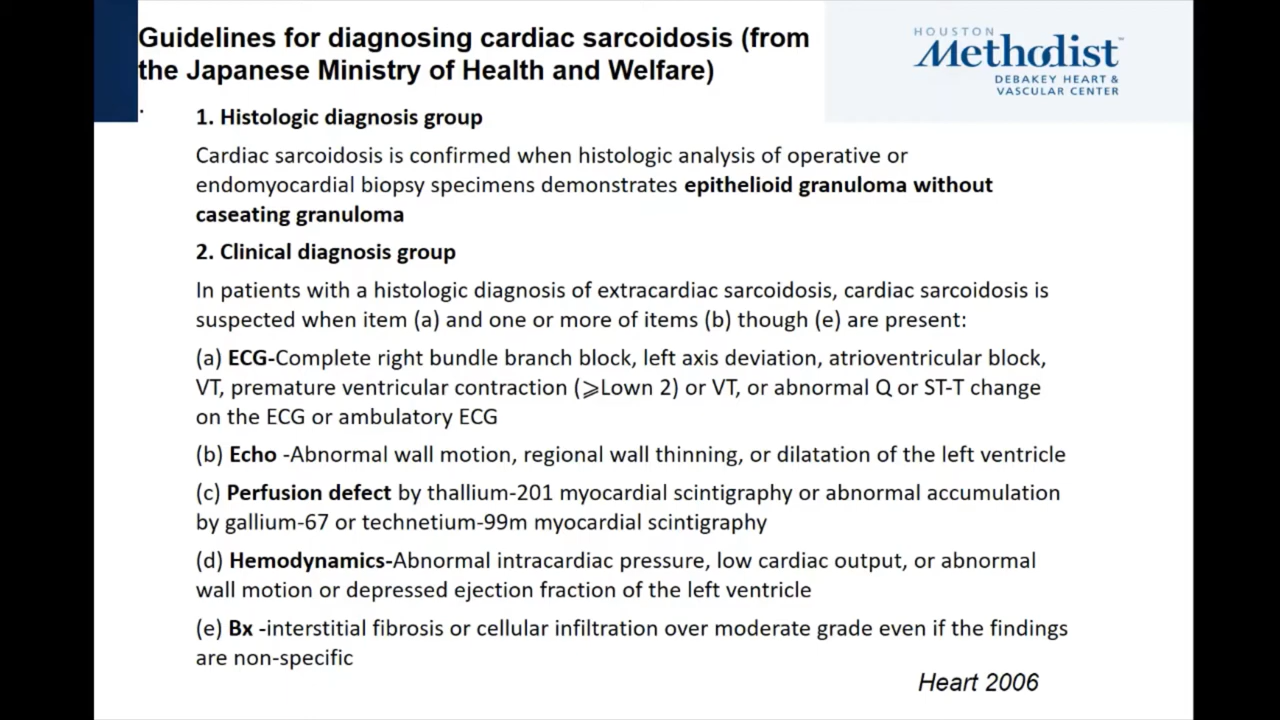 Guidelines for diagnosing cardiac sarcoidosis (from
the Japanese Ministry of Health and Welfare)
HOUSTON
Methodist™
DEBAKEY HEART &
VASCULAR CENTER
1. Histologic diagnosis group
Cardiac sarcoidosis is confirmed when histologic analysis of operative or
endomyocardial biopsy specimens demonstrates epithelioid granuloma without
caseating granuloma
2. Clinical diagnosis group
In patients with a histologic diagnosis of extracardiac sarcoidosis, cardiac sarcoidosis is
suspected when item (a) and one or more of items (b) though (e) are present:
(a) ECG-Complete right bundle branch block, left axis deviation, atrioventricular block,
VT, premature ventricular contraction (⩾Lown 2) or VT, or abnormal Q or ST-T change
on the ECG or ambulatory ECG
(b) Echo -Abnormal wall motion, regional wall thinning, or dilatation of the left ventricle
(c) Perfusion defect by thallium-201 myocardial scintigraphy or abnormal accumulation
by gallium-67 or technetium-99m myocardial scintigraphy
(d) Hemodynamics-Abnormal intracardiac pressure, low cardiac output, or abnormal
wall motion or depressed ejection fraction of the left ventricle
(e) Bx -interstitial fibrosis or cellular infiltration over moderate grade even if the findings
are non-specific
Heart 2006